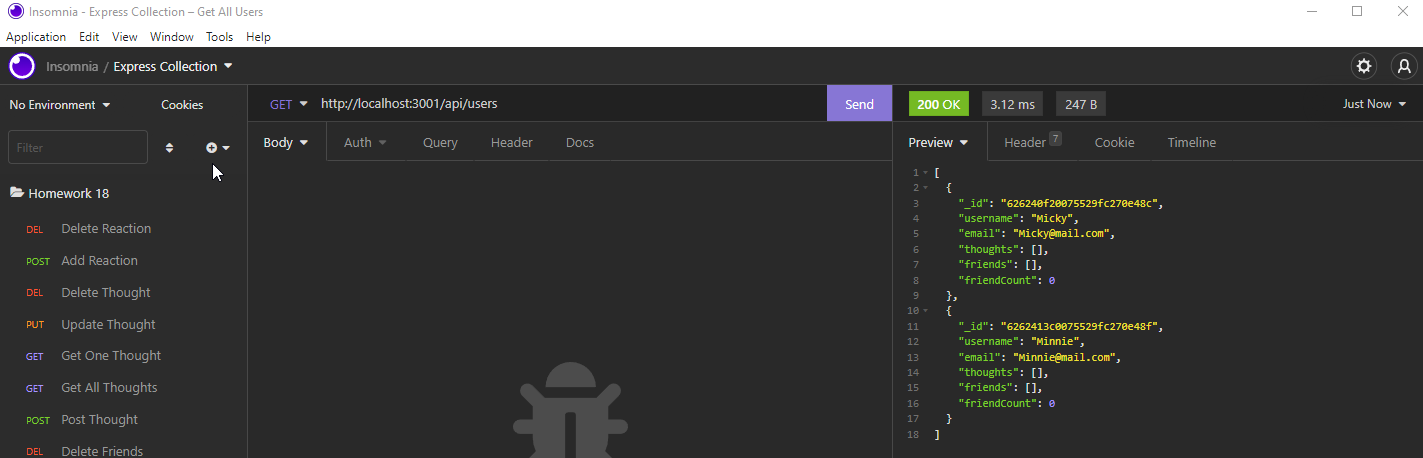 Insomnia - Express Collection – Get All Users
Application Edit View Window Tools Help
Insomnia / Express Collection
No Environment Cookies
Filter
Homework 18
DEL Delete Reaction
POST Add Reaction
DEL Delete Thought
PUT Update Thought
GET Get One Thought
GET Get All Thoughts
POST Post Thought
DEL Delete Friends
GET http://localhost:3001/api/users Send
Body Auth Query Header Docs
200 OK 3.12 ms 247 B Just Now
Preview Header 7 Cookie Timeline
1 [
2 {
3 "_id": "626240f20075529fc270e48c",
4 "username": "Micky",
5 "email": "Micky@mail.com",
6 "thoughts": [],
7 "friends": [],
8 "friendCount": 0
9 },
10 {
11 "_id": "6262413c0075529fc270e48f",
12 "username": "Minnie",
13 "email": "Minnie@mail.com",
14 "thoughts": [],
15 "friends": [],
16 "friendCount": 0
17 }
18 ]